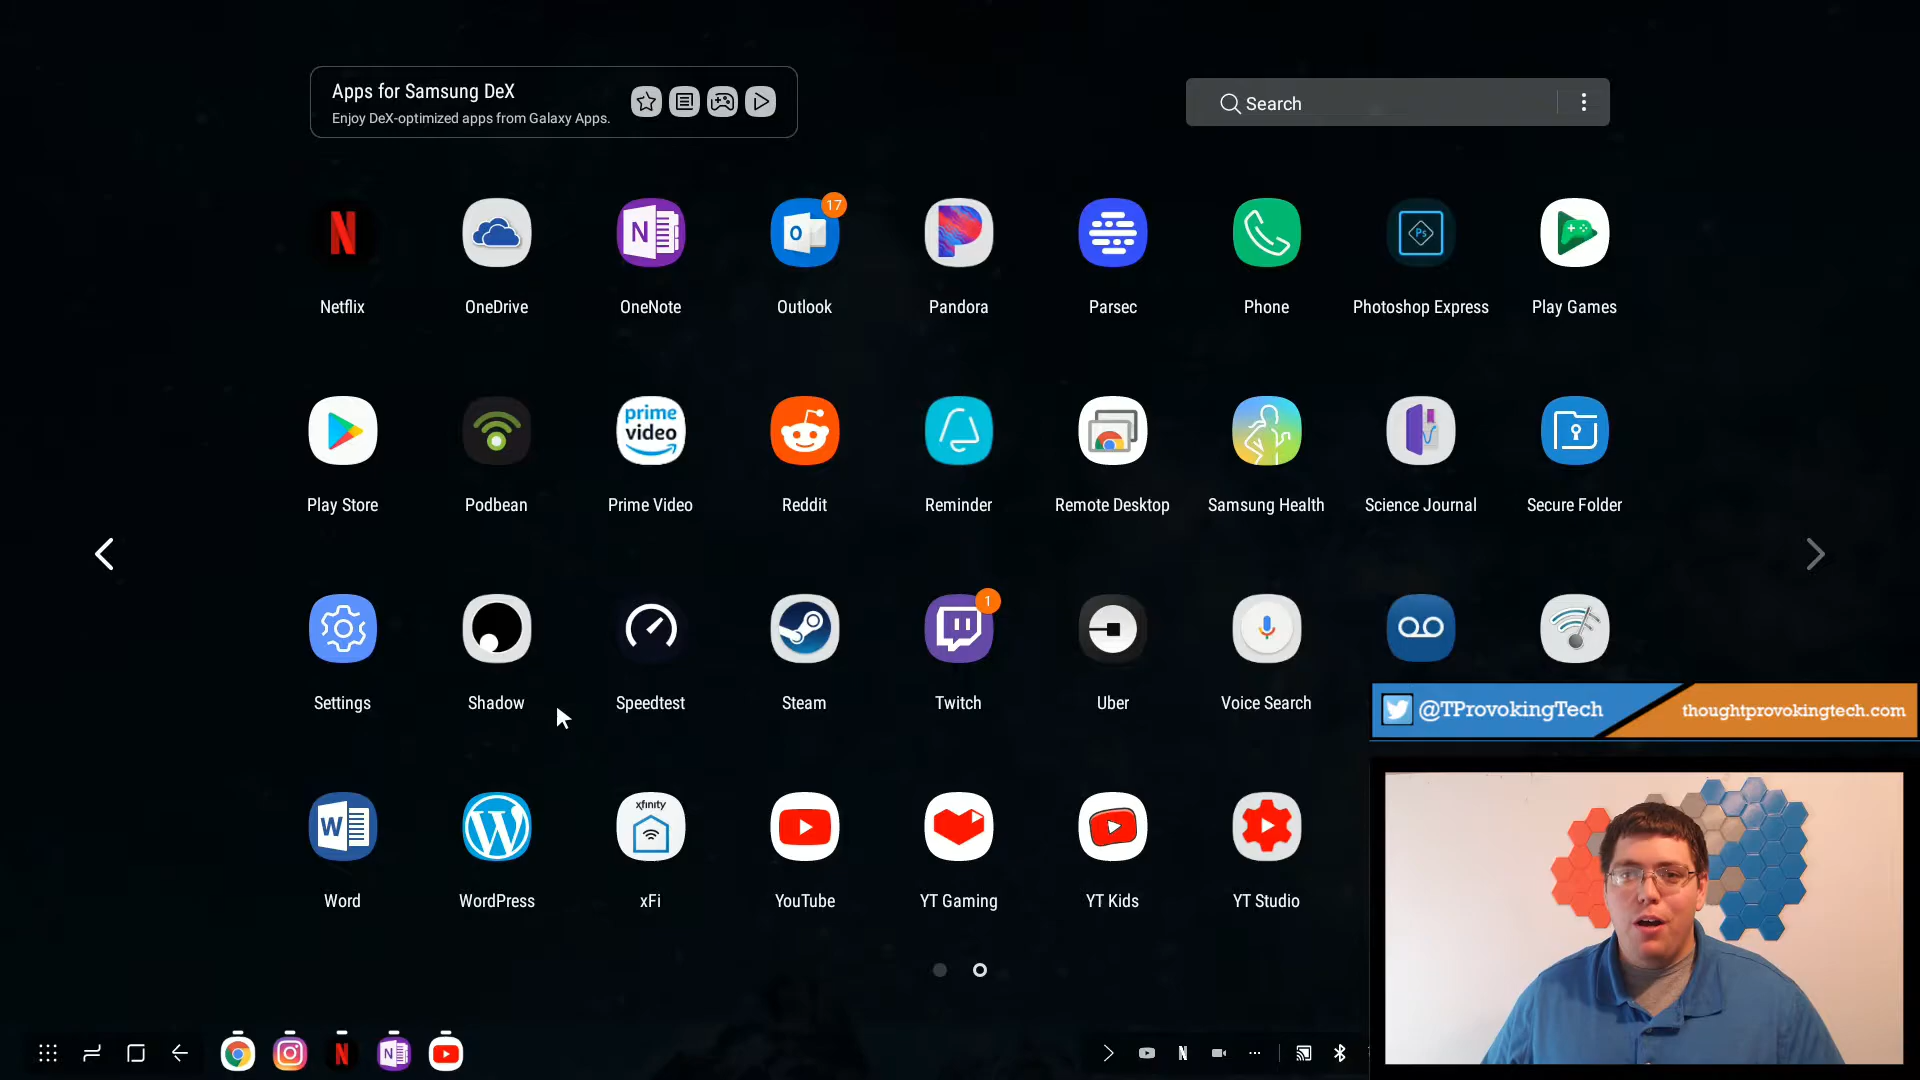 Apps for Samsung DeX
Enjoy DeX-optimized apps from Galaxy Apps.
Search
N
N
O
17
Ps
Netflix
OneDrive
OneNote
Outlook
Pandora
Parsec
Phone
Photoshop Express
Play Games
prime
video
Play Store
Podbean
Prime Video
Reddit
Reminder
Remote Desktop
Samsung Health
Science Journal
Secure Folder
1
Settings
Shadow
Speedtest
Steam
Twitch
Uber
Voice Search
@TProvokingTech
thoughtprovokingtech.com
W
W
xfinity
Word
WordPress
xFi
YouTube
YT Gaming
YT Kids
YT Studio
N
N
N